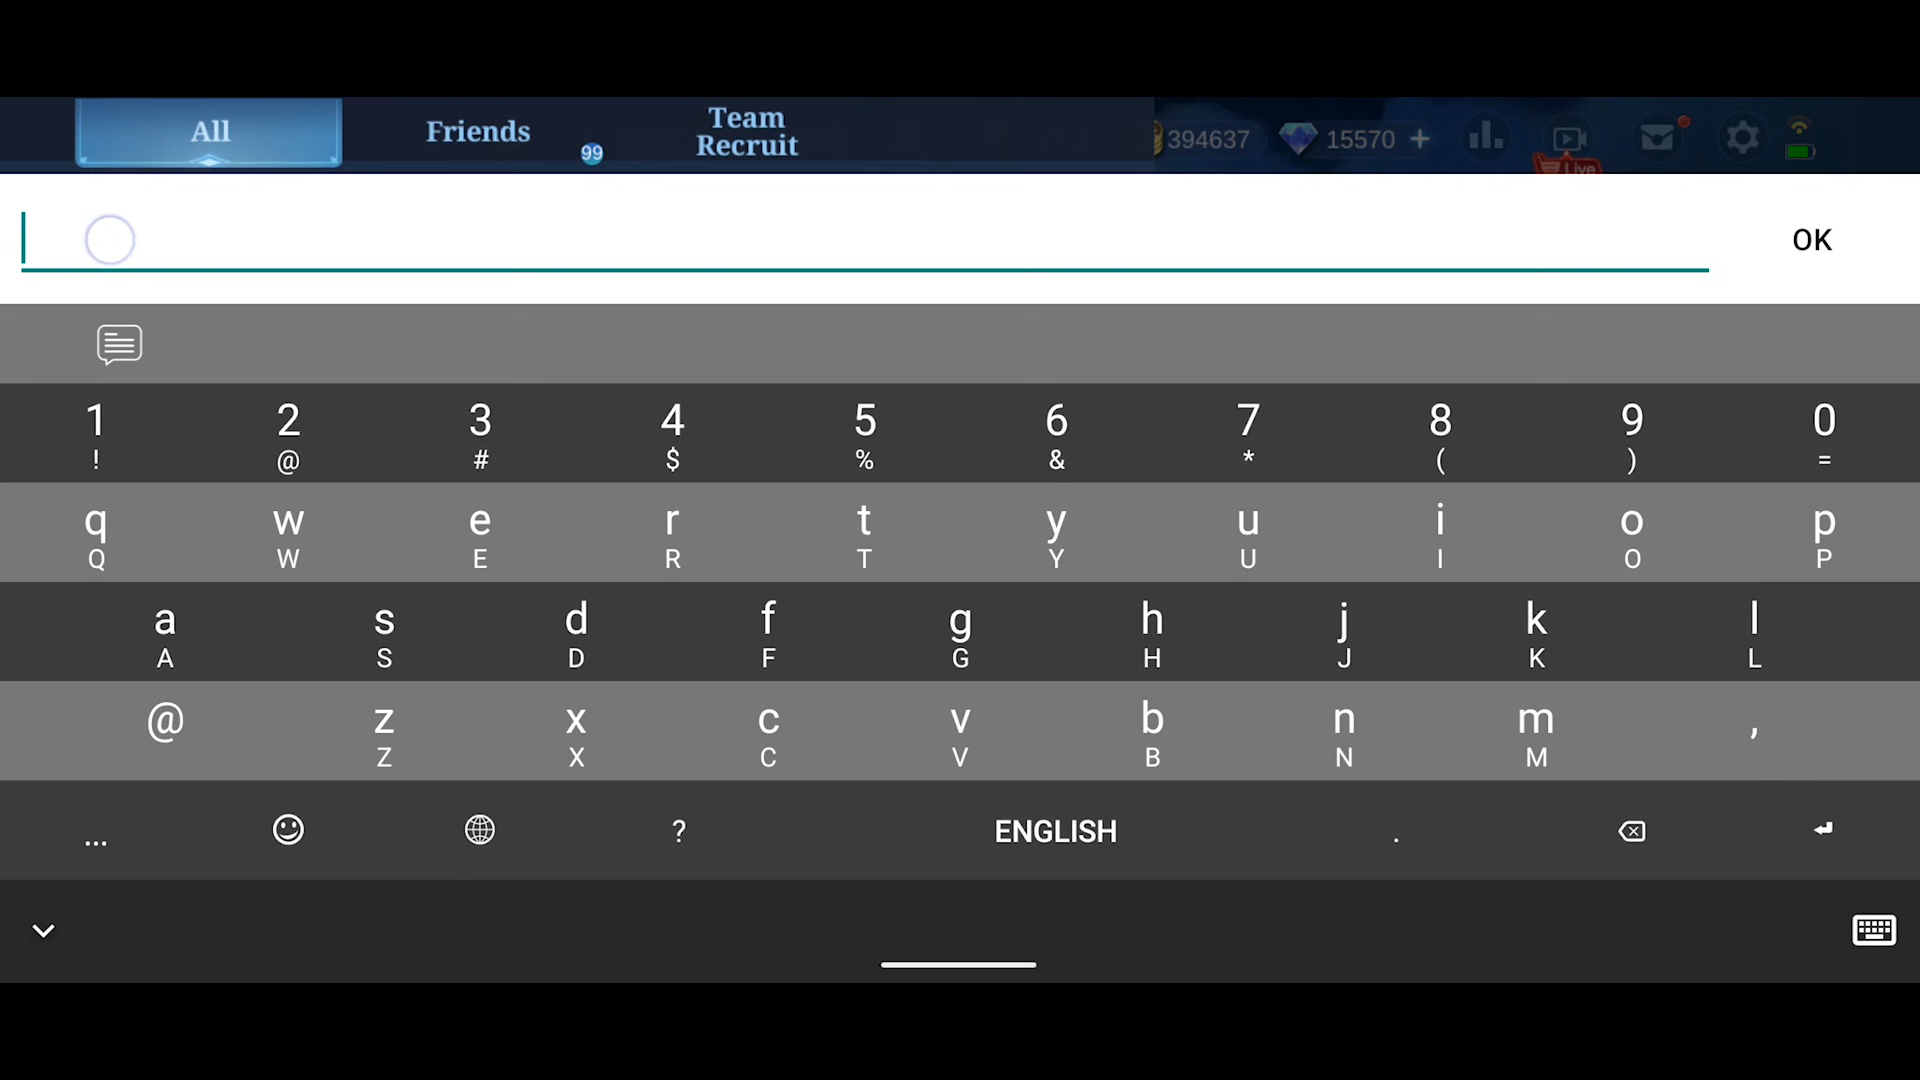 All Friends 99 Team Recruit 394637 15570 + Live
OK
1 2 3 4 5 6 7 8 9 0
! @ # $ % & * ( ) =
q w e r t y u i o p
Q W E R T Y U I O P
a s d f g h j k l
A S D F G H J K L
@ z x c v b n m ,
Z X C V B N M
... ? ENGLISH .